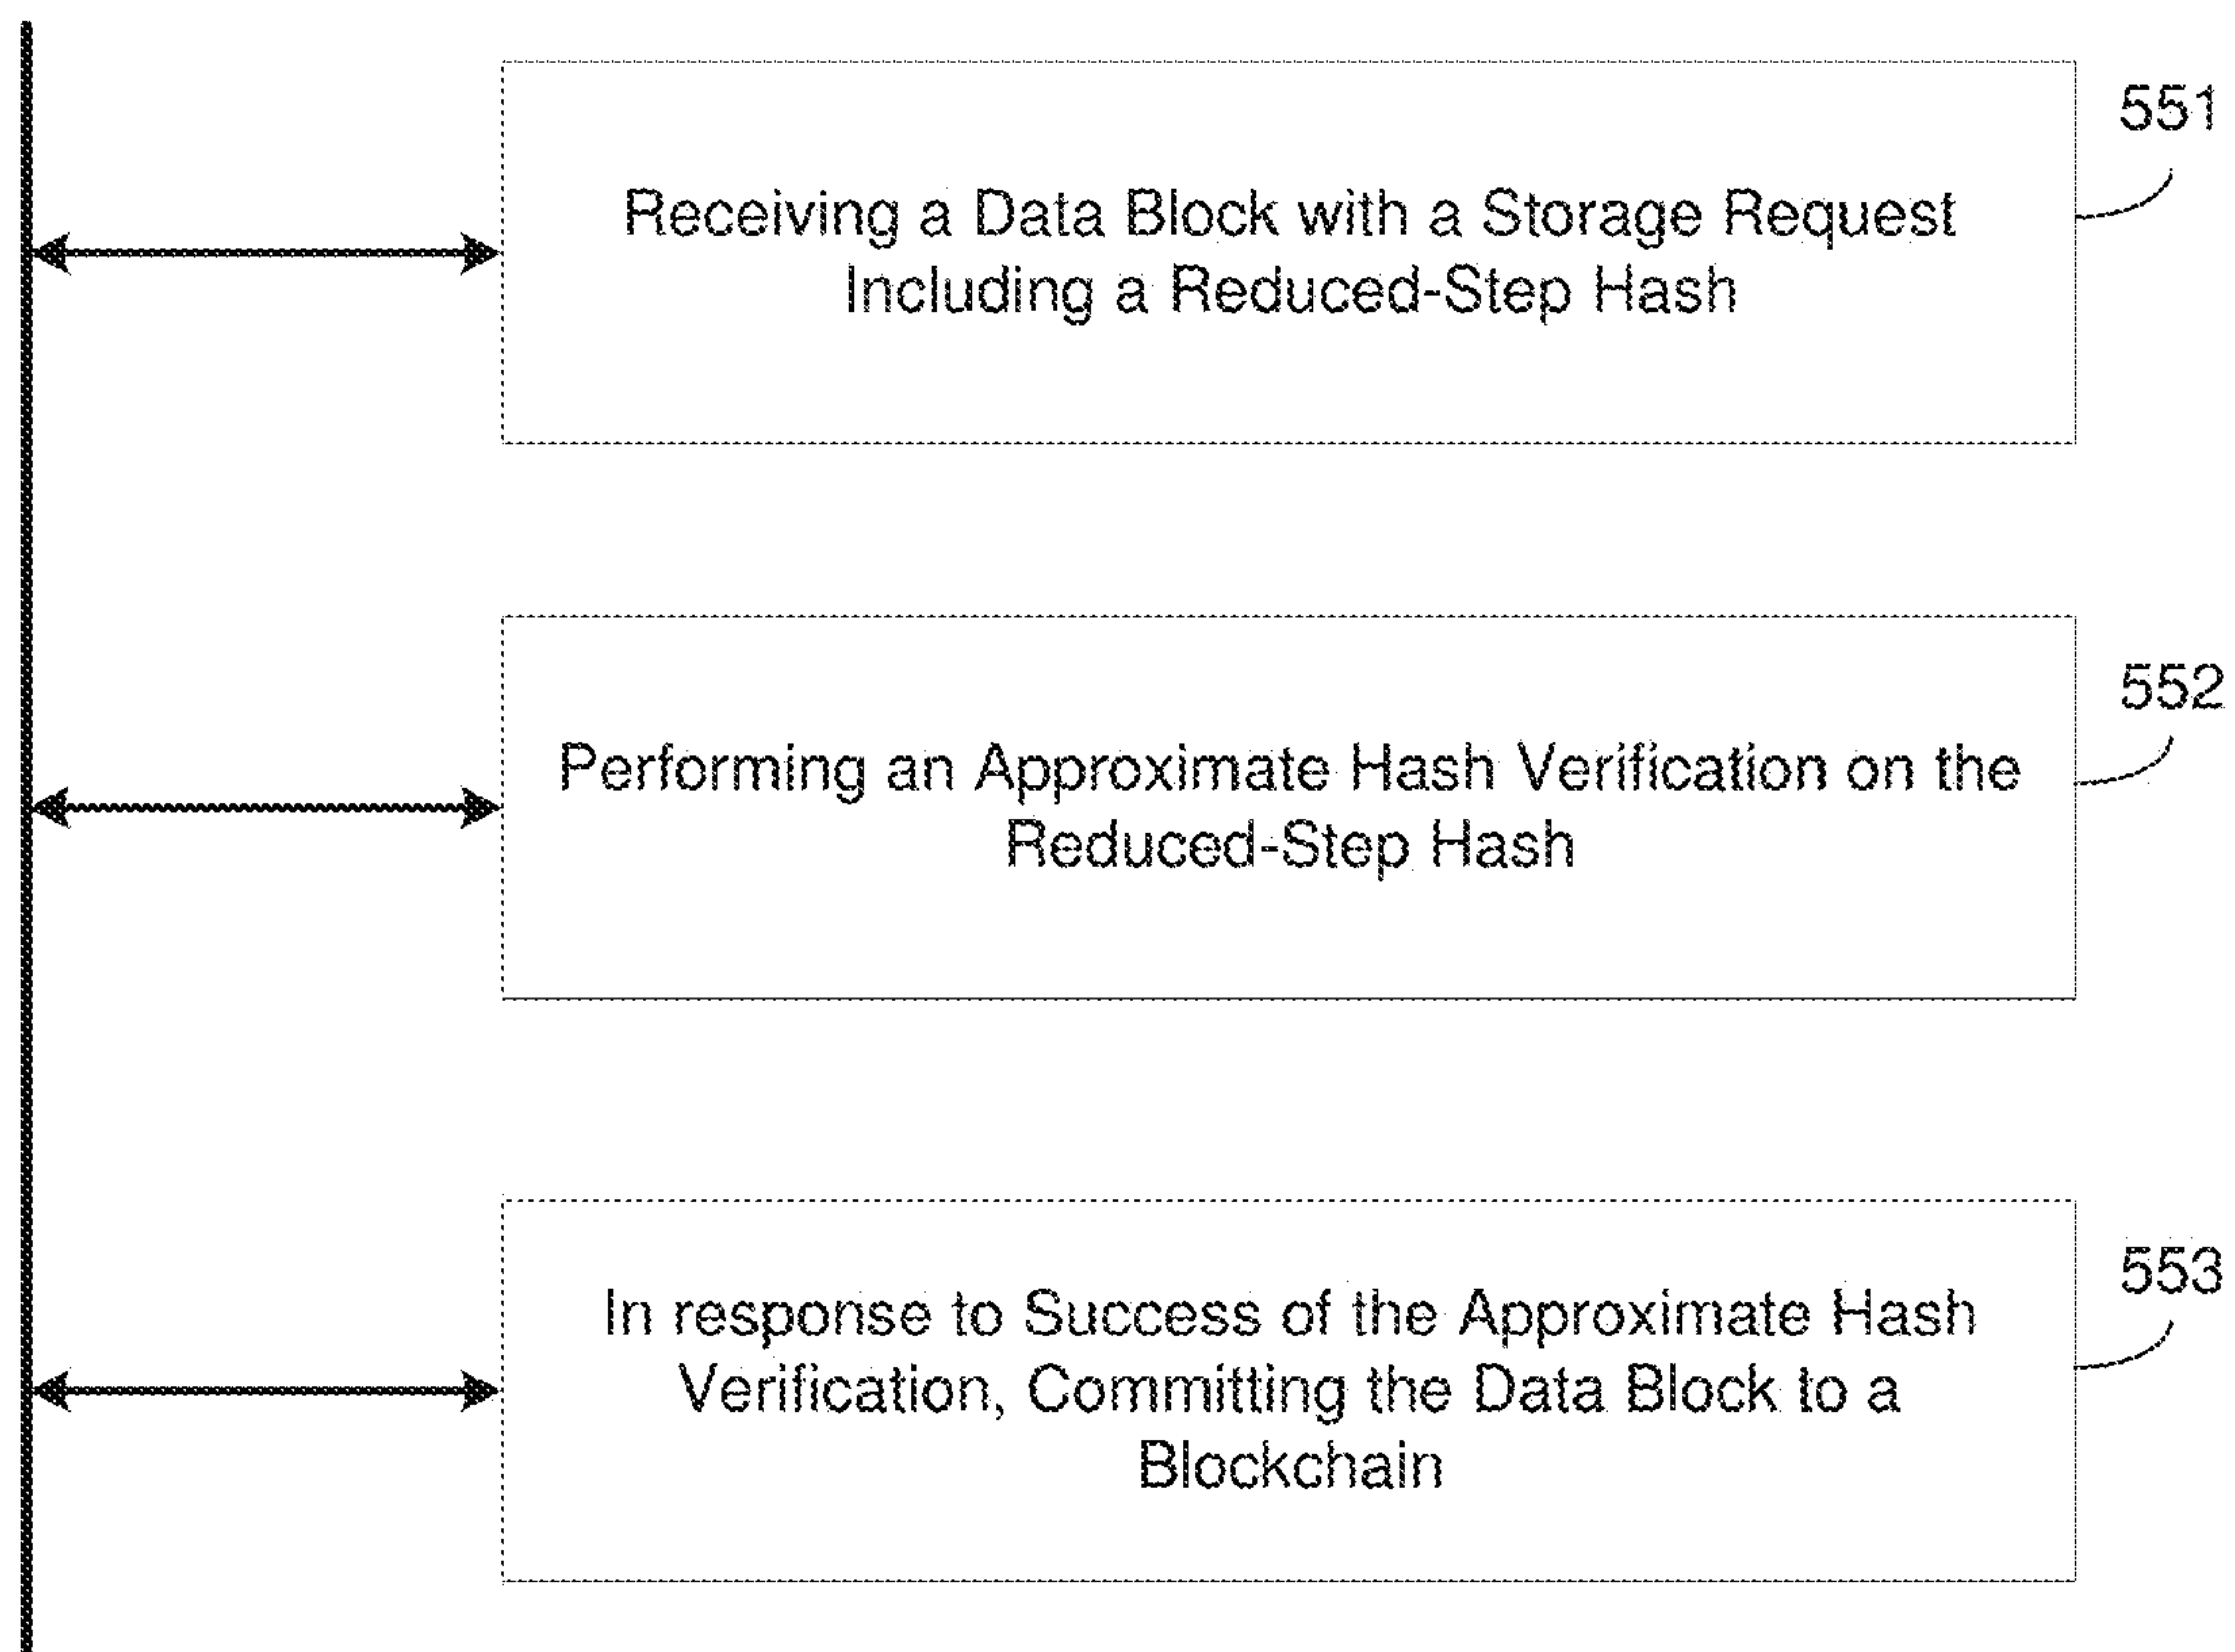 551
Receiving a Data Block with a Storage Request
Including a Reduced-Step Hash
552
Performing an Approximate Hash Verification on the
Reduced-Step Hash
553
In response to Success of the Approximate Hash
Verification, Committing the Data Block to a
Blockchain